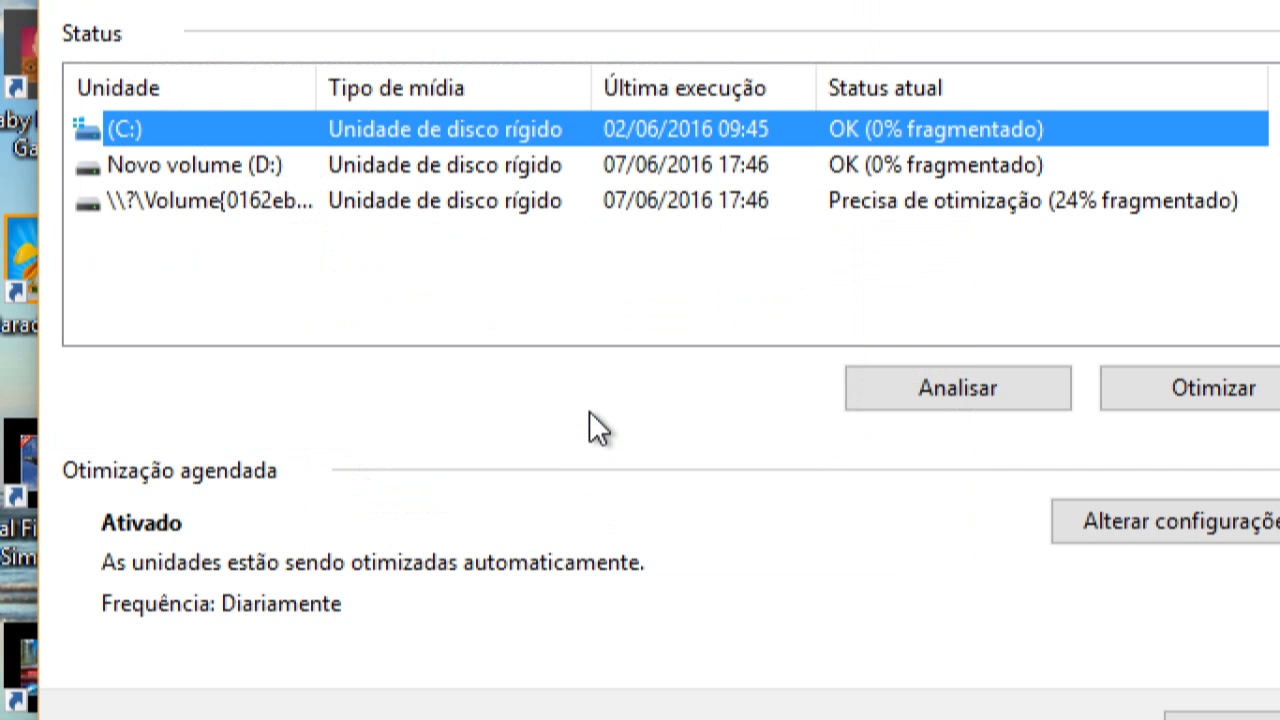 Status
Unidade Tipo de mídia Última execução Status atual
(C:) Unidade de disco rígido 02/06/2016 09:45 OK (0% fragmentado)
Novo volume (D:) Unidade de disco rígido 07/06/2016 17:46 OK (0% fragmentado)
\\?\Volume{0162eb... Unidade de disco rígido 07/06/2016 17:46 Precisa de otimização (24% fragmentado)
Analisar Otimizar
Otimização agendada
Ativado
Alterar configuraçõe
As unidades estão sendo otimizadas automaticamente.
Frequência: Diariamente